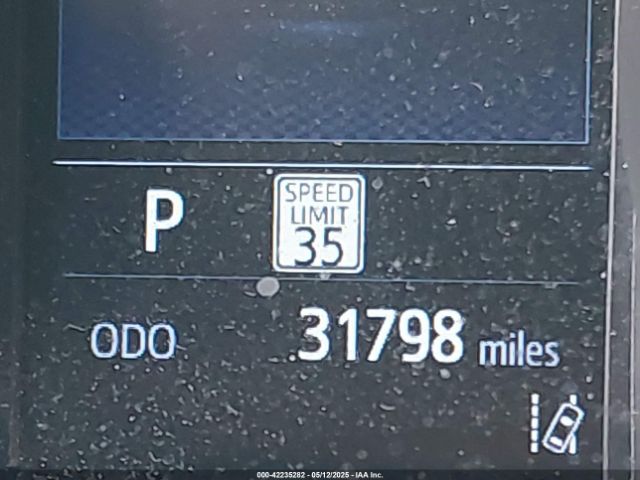 P
SPEED
LIMIT
35
ODO 31798 miles
000-42235282 - 05/12/2025 - IAA Inc.